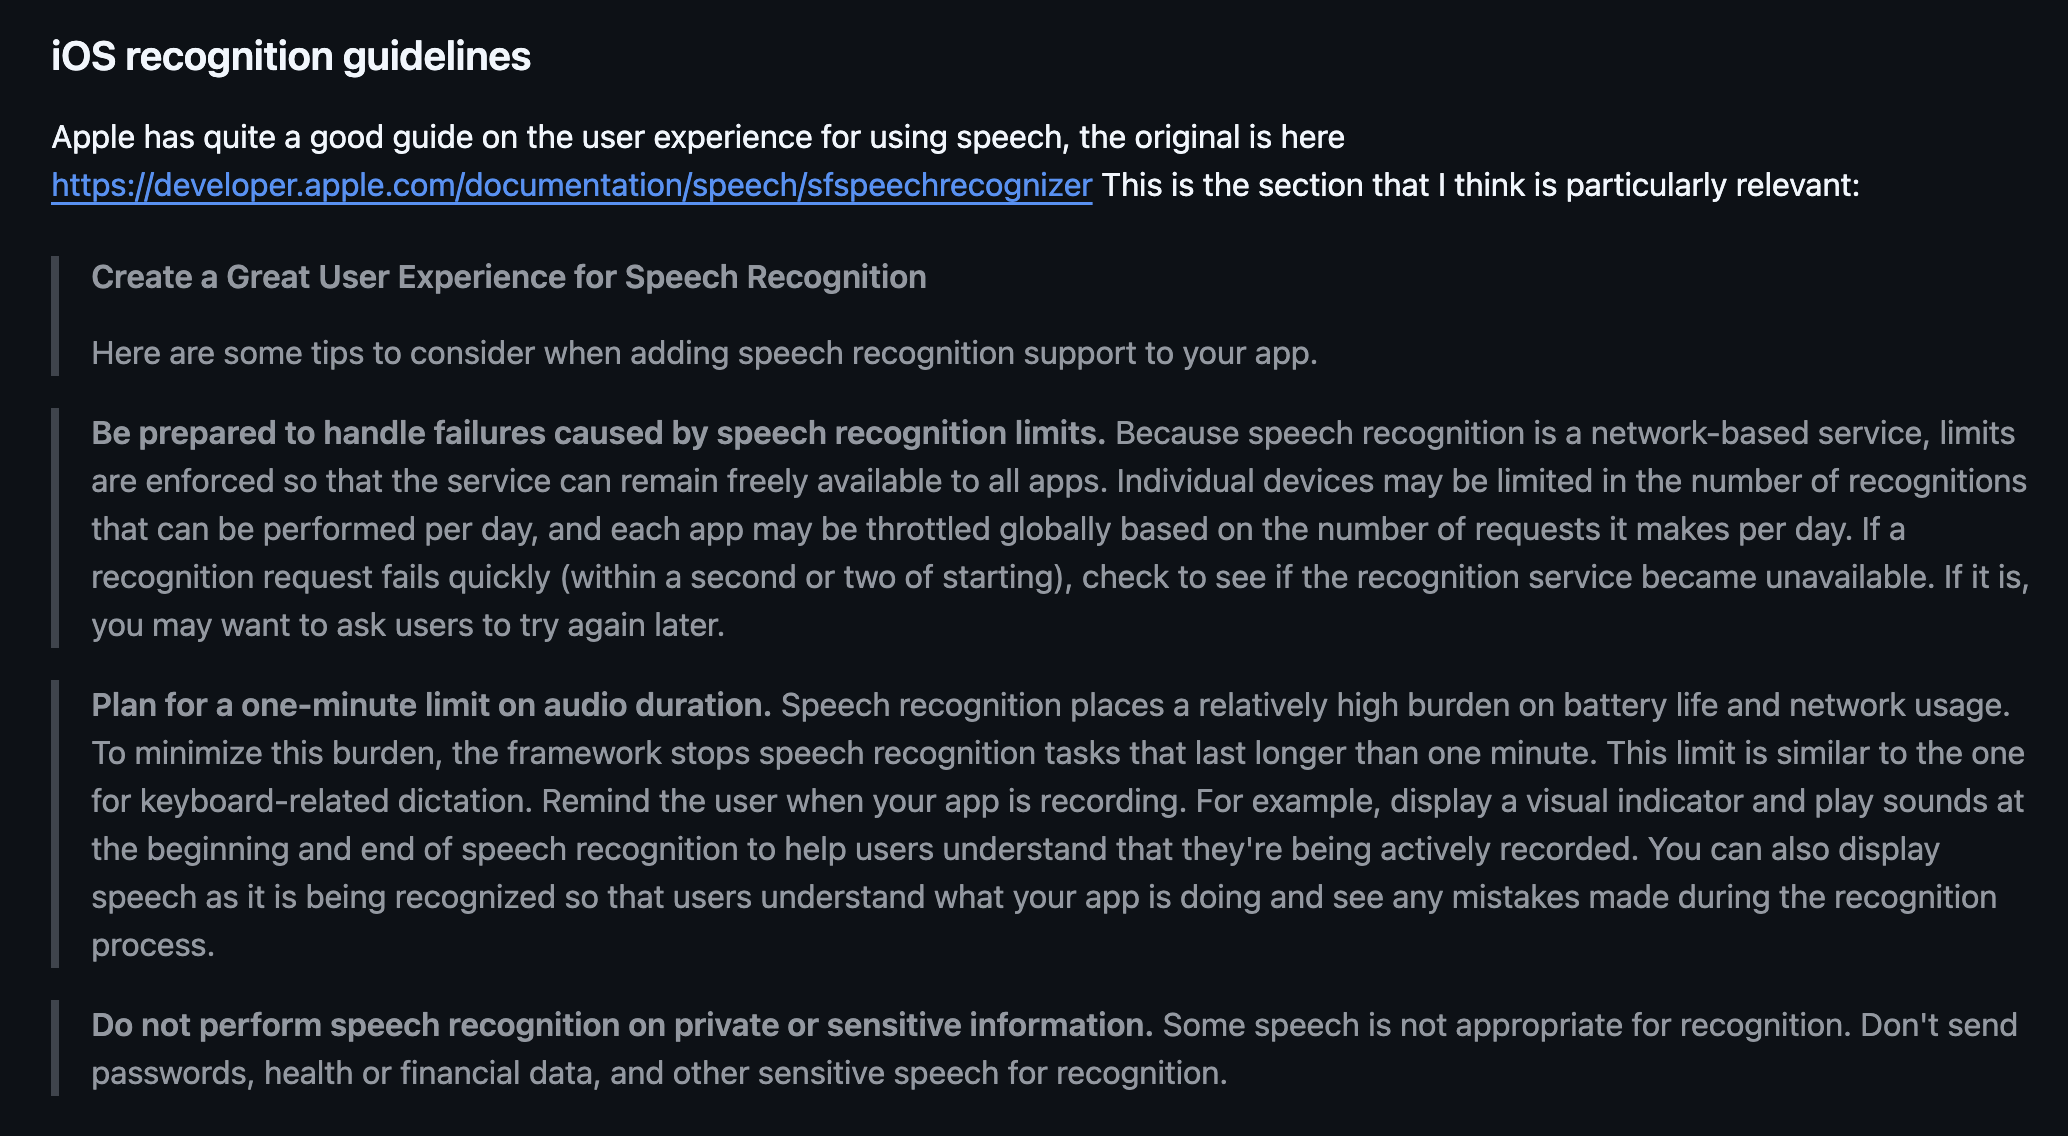 iOS recognition guidelines
Apple has quite a good guide on the user experience for using speech, the original is here
https://developer.apple.com/documentation/speech/sfspeechrecognizer This is the section that I think is particularly relevant:
Create a Great User Experience for Speech Recognition
Here are some tips to consider when adding speech recognition support to your app.
Be prepared to handle failures caused by speech recognition limits. Because speech recognition is a network-based service, limits
are enforced so that the service can remain freely available to all apps. Individual devices may be limited in the number of recognitions
that can be performed per day, and each app may be throttled globally based on the number of requests it makes per day. If a
recognition request fails quickly (within a second or two of starting), check to see if the recognition service became unavailable. If it is,
you may want to ask users to try again later.
Plan for a one-minute limit on audio duration. Speech recognition places a relatively high burden on battery life and network usage.
To minimize this burden, the framework stops speech recognition tasks that last longer than one minute. This limit is similar to the one
for keyboard-related dictation. Remind the user when your app is recording. For example, display a visual indicator and play sounds at
the beginning and end of speech recognition to help users understand that they're being actively recorded. You can also display
speech as it is being recognized so that users understand what your app is doing and see any mistakes made during the recognition
process.
Do not perform speech recognition on private or sensitive information. Some speech is not appropriate for recognition. Don't send
passwords, health or financial data, and other sensitive speech for recognition.